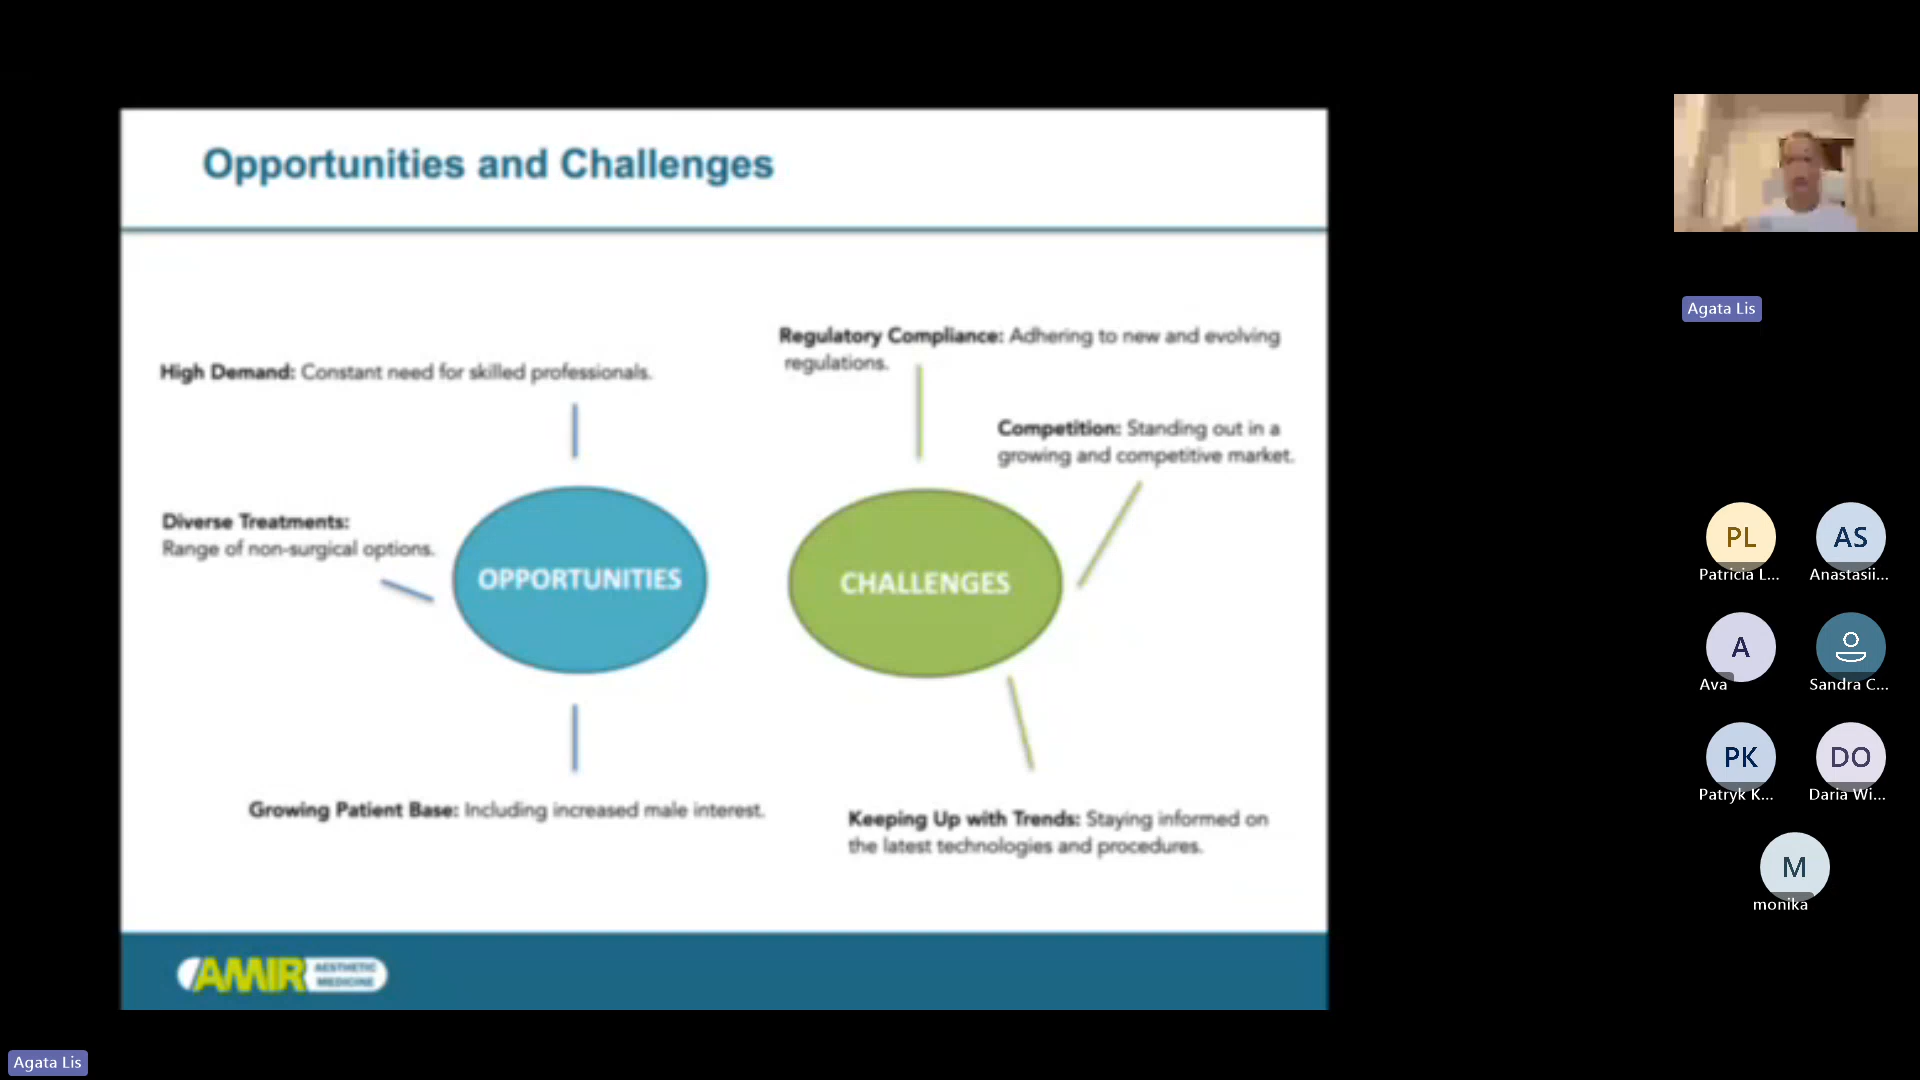 Opportunities and Challenges
High Demand: Constant need for skilled professionals.
Diverse Treatments:
Range of non-surgical options.
OPPORTUNITIES
Growing Patient Base: Including increased male interest.
Regulatory Compliance: Adhering to new and evolving
regulations.
Competition: Standing out in a
growing and competitive market.
CHALLENGES
Keeping Up with Trends: Staying informed on
the latest technologies and procedures.
AMIR
AESTHETIC
MEDICINE
Agata Lis
Agata Lis
PL
Patricia L...
AS
Anastasii...
A
Ava
Sandra C...
PK
Patryk K...
DO
Daria Wi...
M
monika